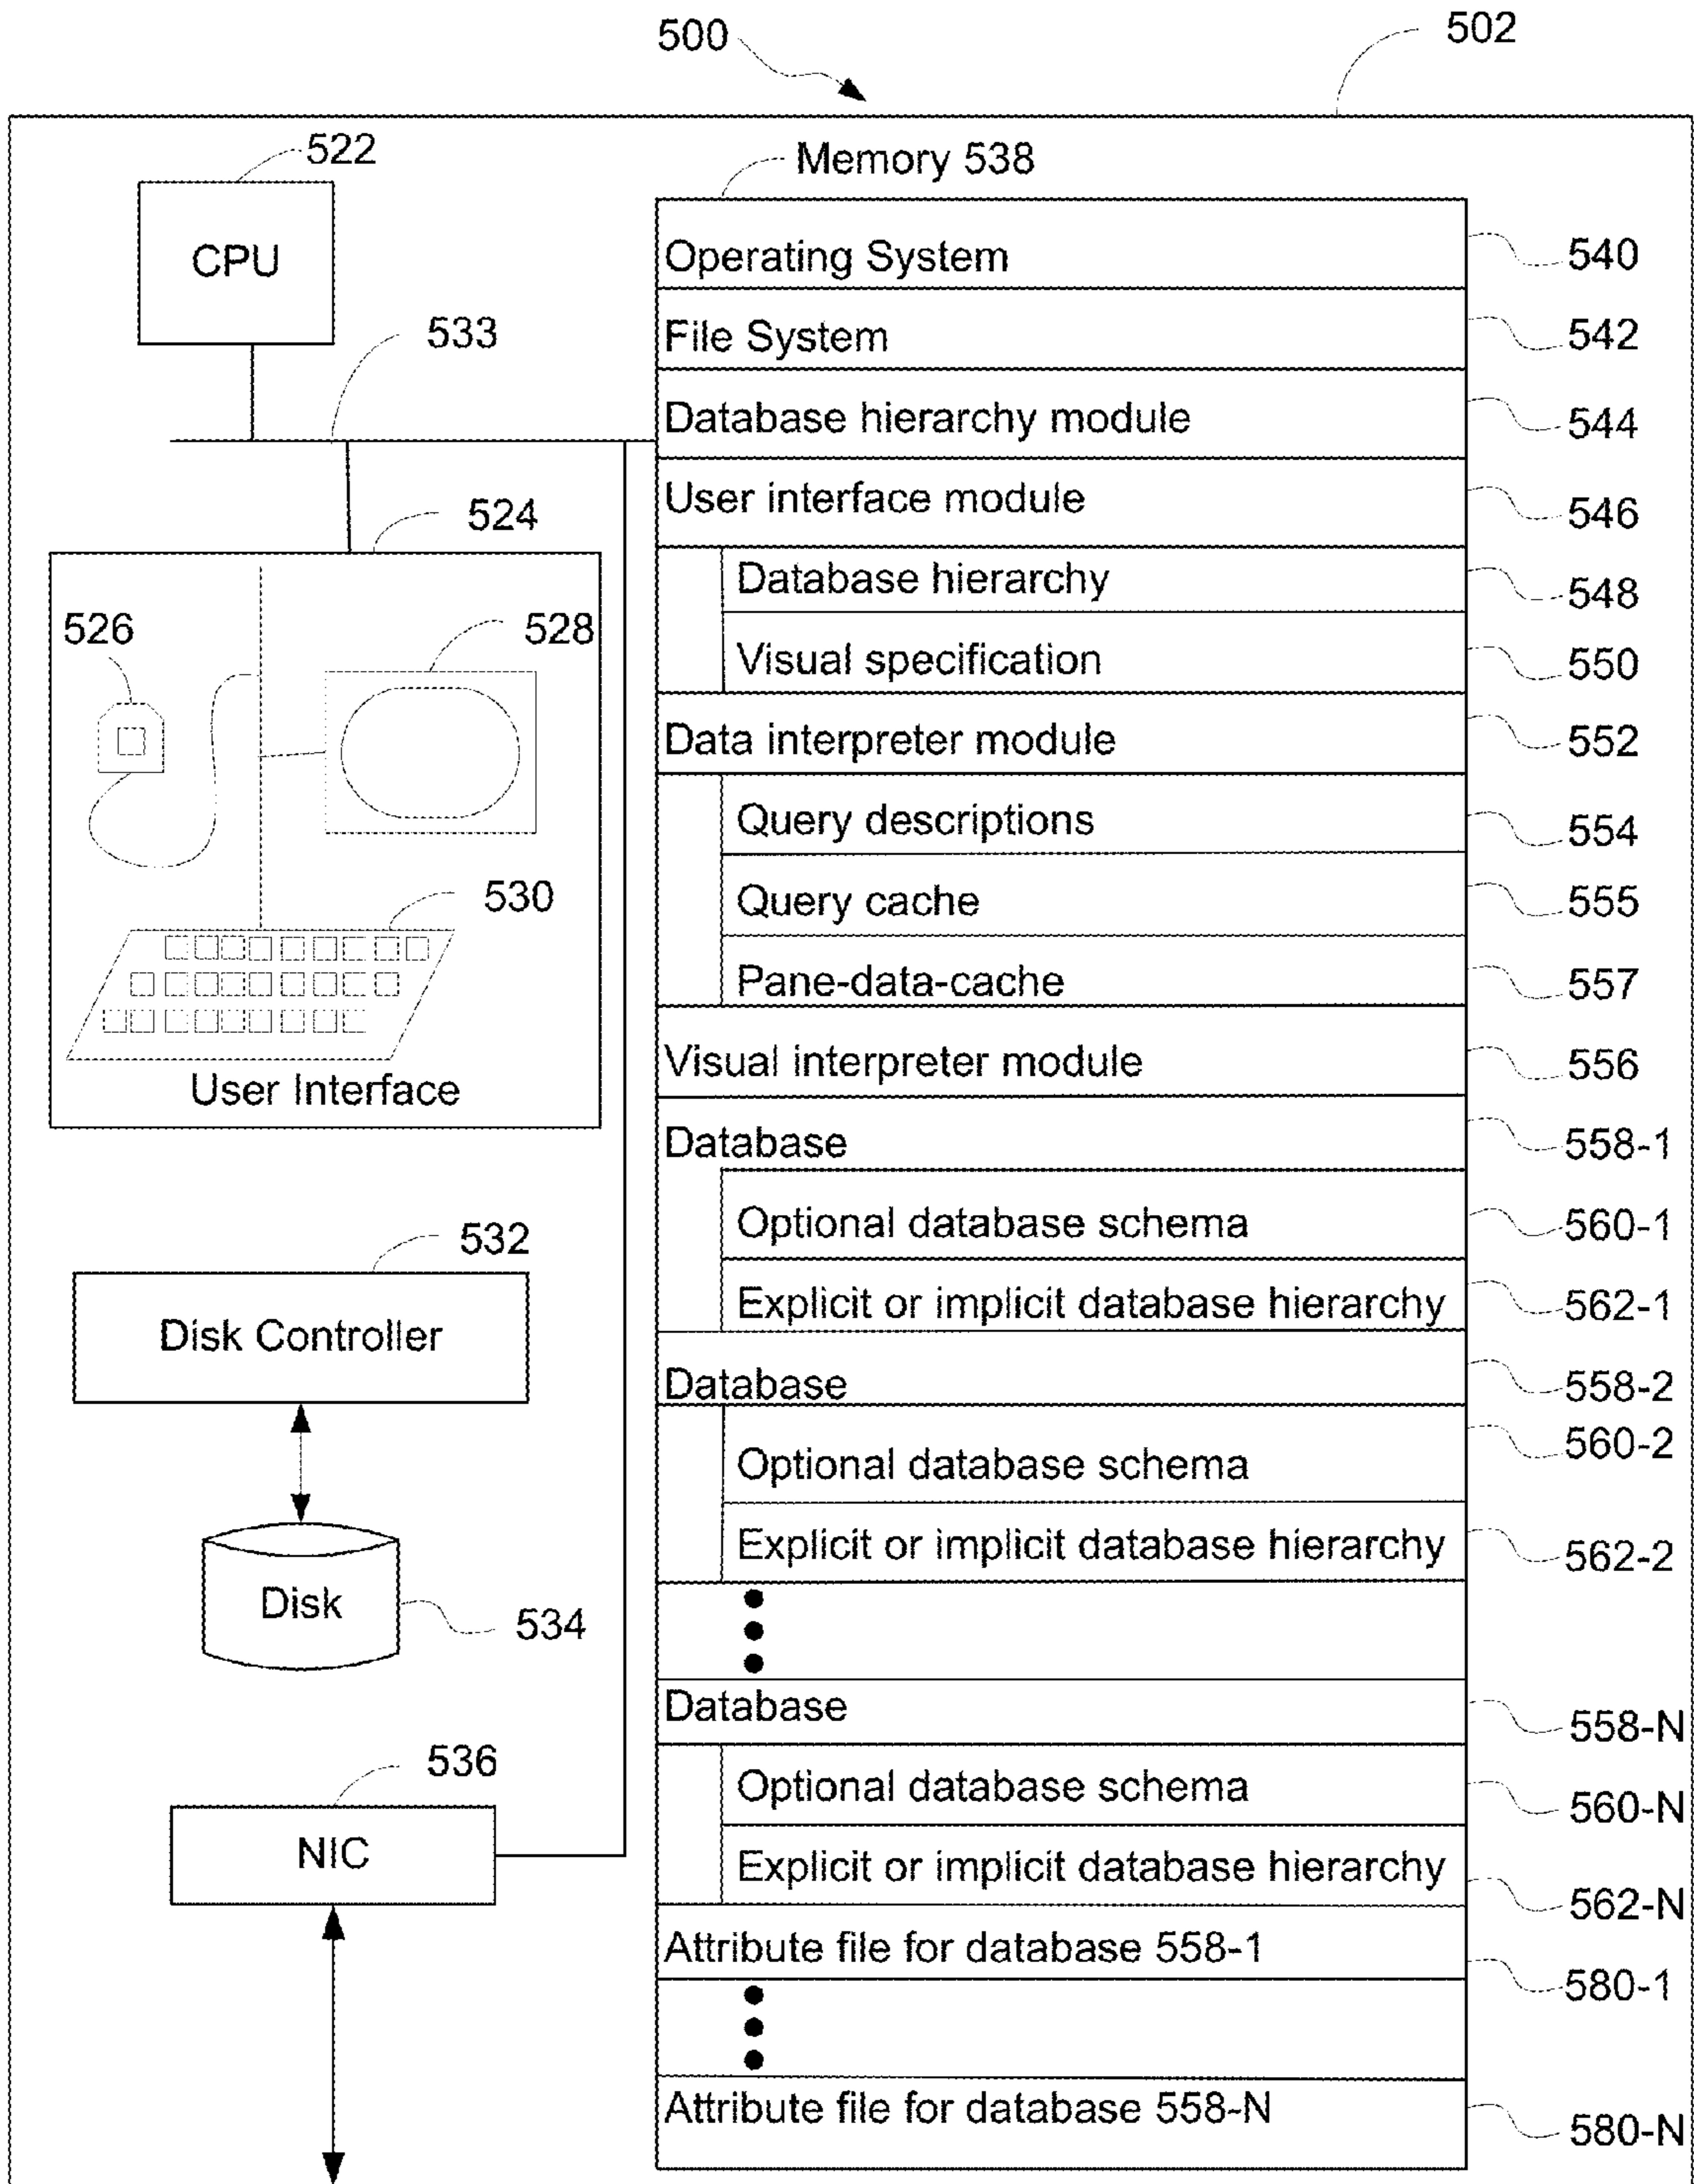 500
502
522
CPU
533
524
526
528
530
User Interface
532
Disk Controller
Disk
534
536
NIC
Memory 538
Operating System 540
File System 542
Database hierarchy module 544
User interface module 546
Database hierarchy 548
Visual specification 550
Data interpreter module 552
Query descriptions 554
Query cache 555
Pane-data-cache 557
Visual interpreter module 556
Database 558-1
Optional database schema 560-1
Explicit or implicit database hierarchy 562-1
Database 558-2
Optional database schema 560-2
Explicit or implicit database hierarchy 562-2
Database 558-N
Optional database schema 560-N
Explicit or implicit database hierarchy 562-N
Attribute file for database 558-1 580-1
Attribute file for database 558-N 580-N